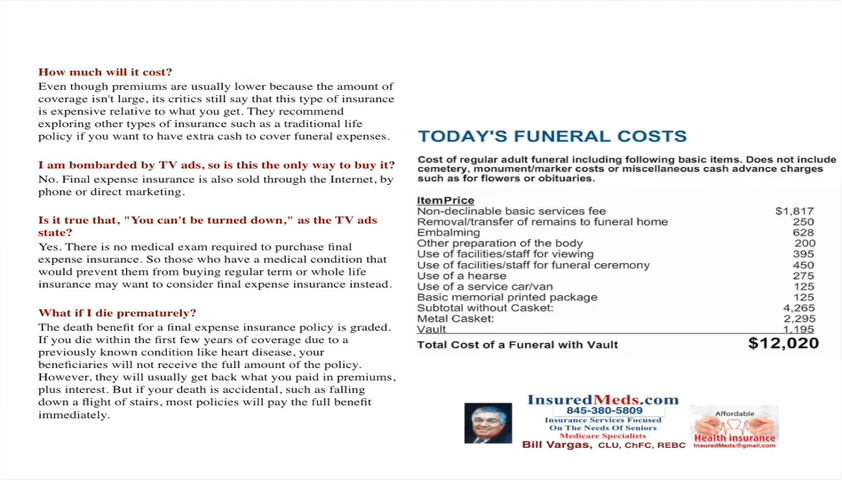 How much will it cost?
Even though premiums are usually lower because the amount of
coverage isn't large, its critics still say that this type of insurance
is expensive relative to what you get. They recommend
exploring other types of insurance such as a traditional life
policy if you want to have extra cash to cover funeral expenses.
I am bombarded by TV ads, so is this the only way to buy it?
No. Final expense insurance is also sold through the Internet, by
phone or direct marketing.
Is it true that, "You can't be turned down," as the TV ads
state?
Yes. There is no medical exam required to purchase final
expense insurance. So those who have a medical condition that
would prevent them from buying regular term or whole life
insurance may want to consider final expense insurance instead.
What if I die prematurely?
The death benefit for a final expense insurance policy is graded.
If you die within the first few years of coverage due to a
previously known condition like heart disease, your
beneficiaries will not receive the full amount of the policy.
However, they will usually get back what you paid in premiums,
plus interest. But if your death is accidental, such as falling
down a flight of stairs, most policies will pay the full benefit
immediately.
TODAY'S FUNERAL COSTS
Cost of regular adult funeral including following basic items. Does not include
cemetery, monument/marker costs or miscellaneous cash advance charges
such as for flowers or obituaries.
ItemPrice
Non-declinable basic services fee $1,817
Removal/transfer of remains to funeral home 250
Embalming 628
Other preparation of the body 200
Use of facilities/staff for viewing 395
Use of facilities/staff for funeral ceremony 450
Use of a hearse 275
Use of a service car/van 125
Basic memorial printed package 125
Subtotal without Casket: 4,265
Metal Casket: 2,295
Vault 1,195
Total Cost of a Funeral with Vault $12,020
InsuredMeds.com
845-380-5809
Insurance Services Focused
On The Needs Of Seniors
Medicare Specialists
Bill Vargas, CLU, ChFC, REBC
Affordable
Health insurance
InsuredMeds@gmail.com